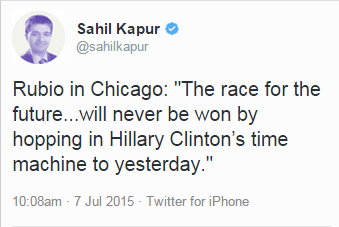 Sahil Kapur
@sahilkapur
Rubio in Chicago: "The race for the
future...will never be won by
hopping in Hillary Clinton’s time
machine to yesterday."
10:08am · 7 Jul 2015 · Twitter for iPhone